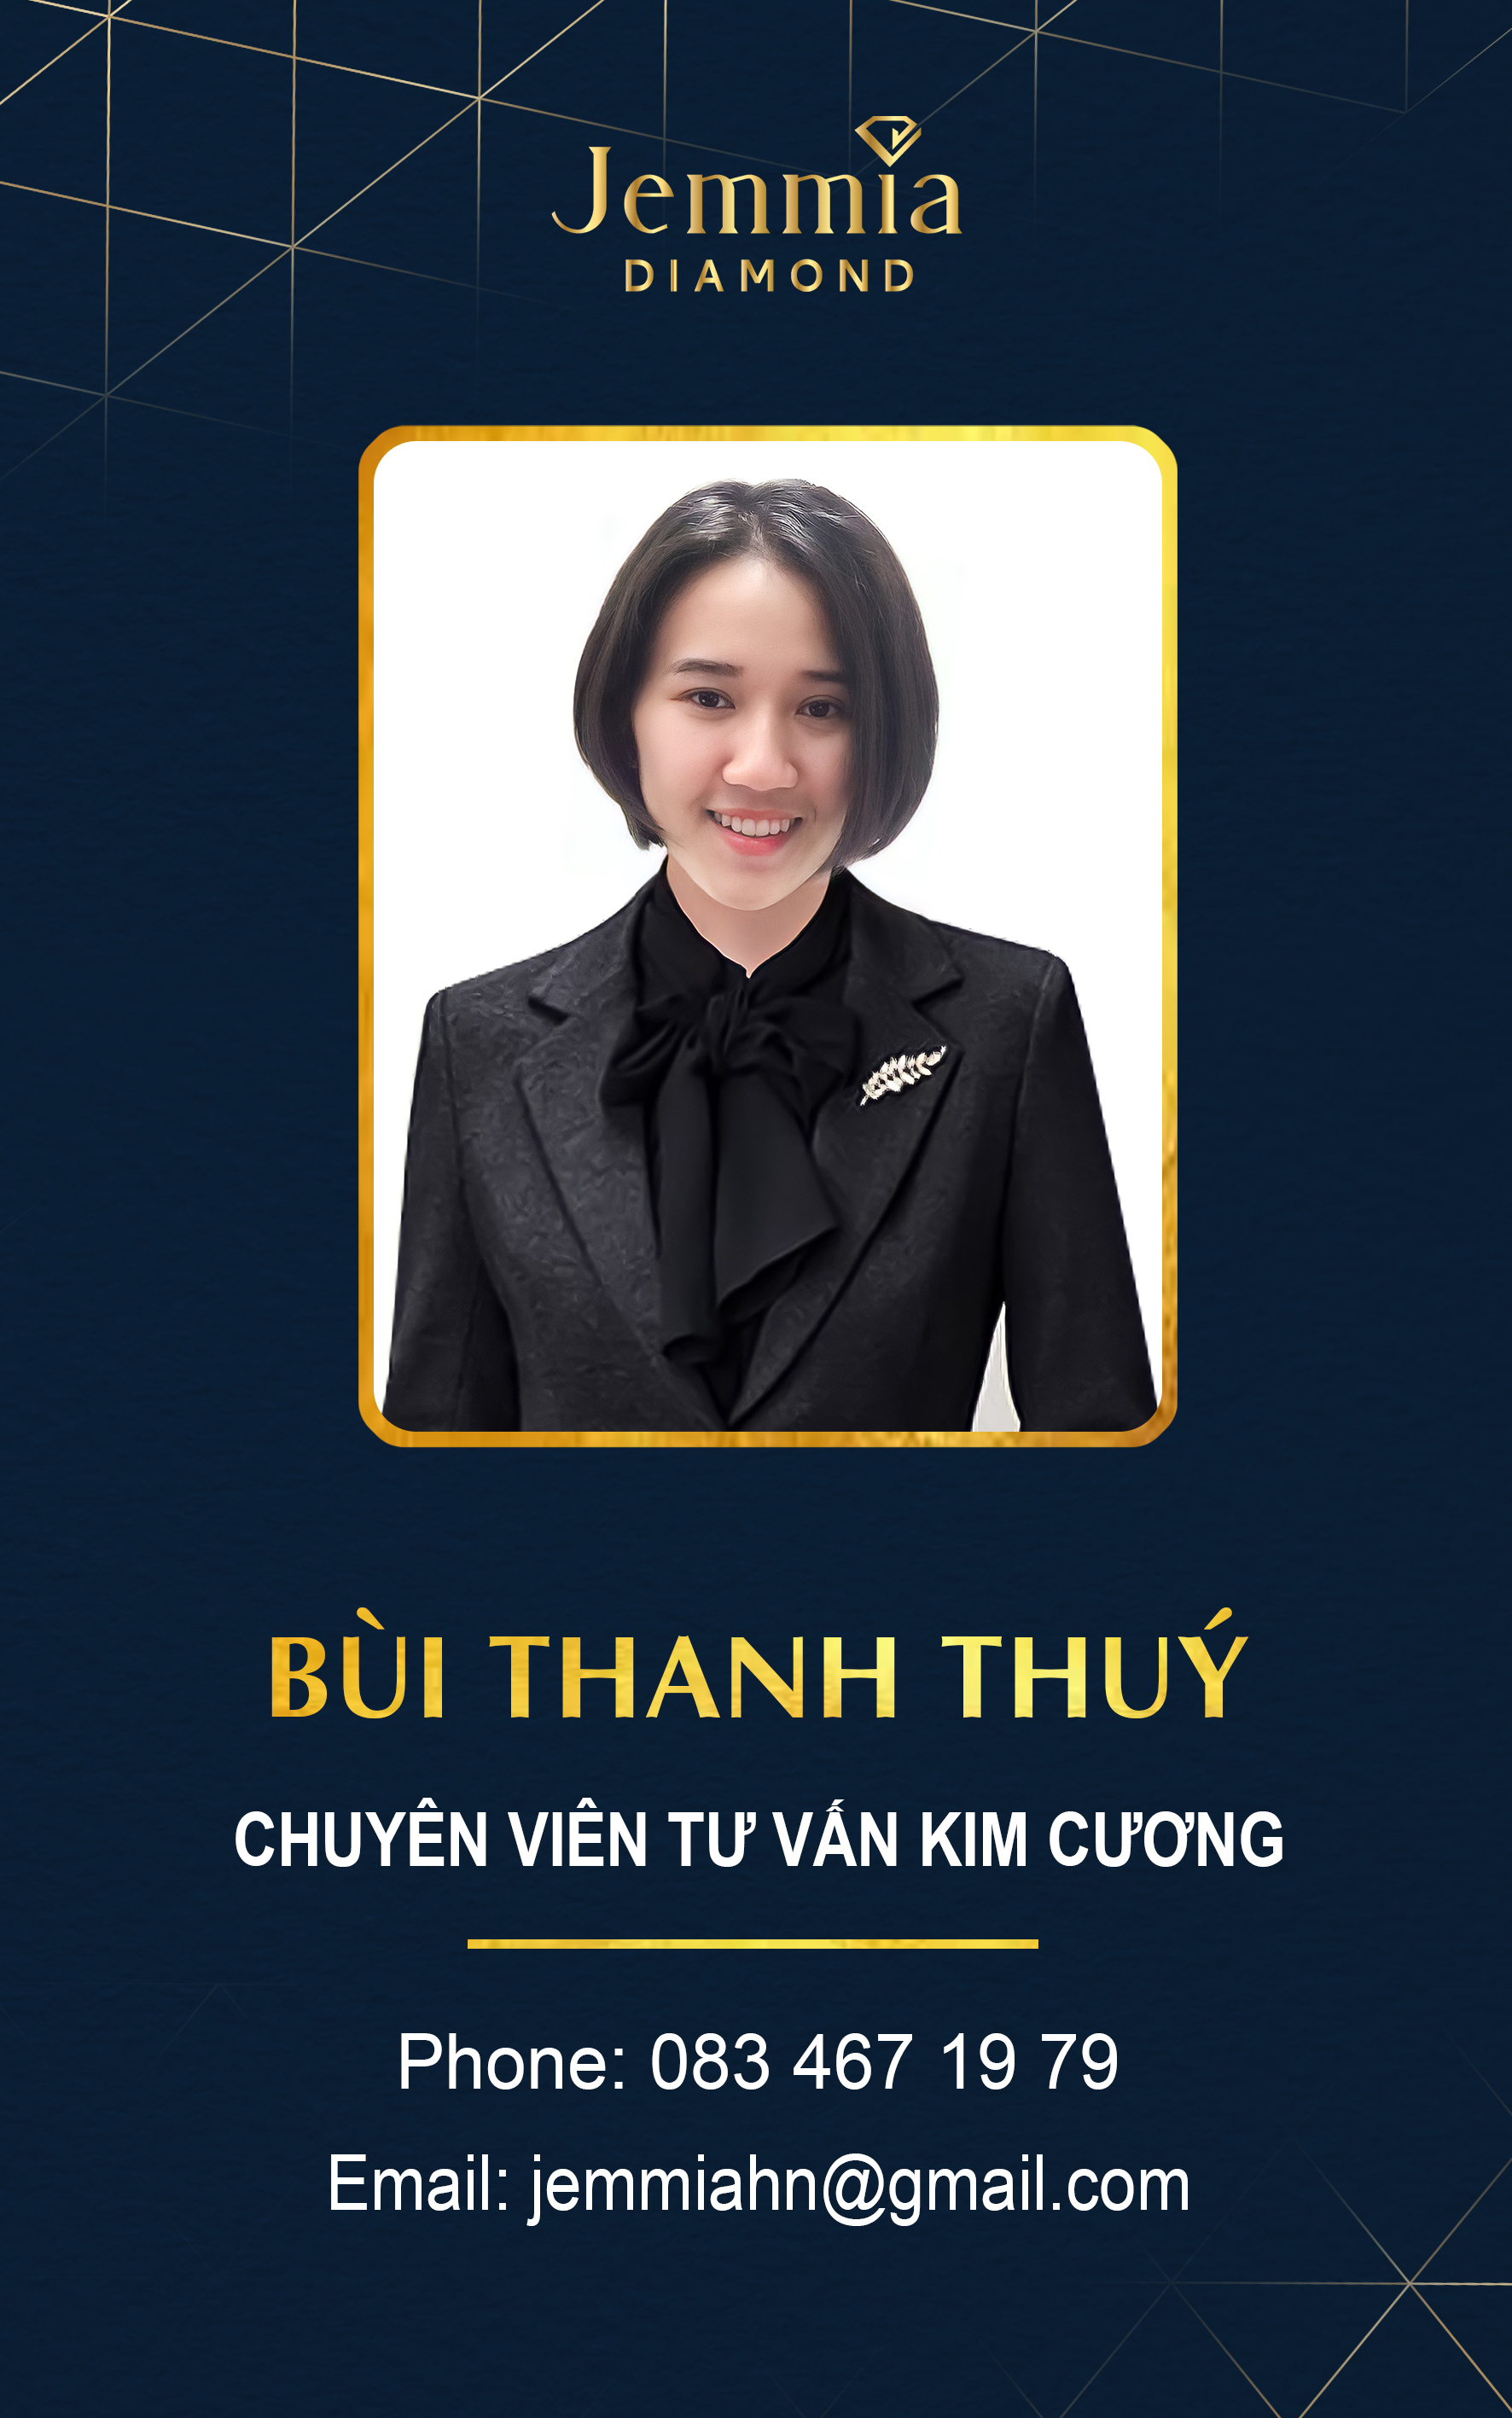 Jemmia
DIAMOND
BÙI THANH THUÝ
CHUYÊN VIÊN TƯ VẤN KIM CƯƠNG
Phone: 083 467 19 79
Email: jemmiahn@gmail.com